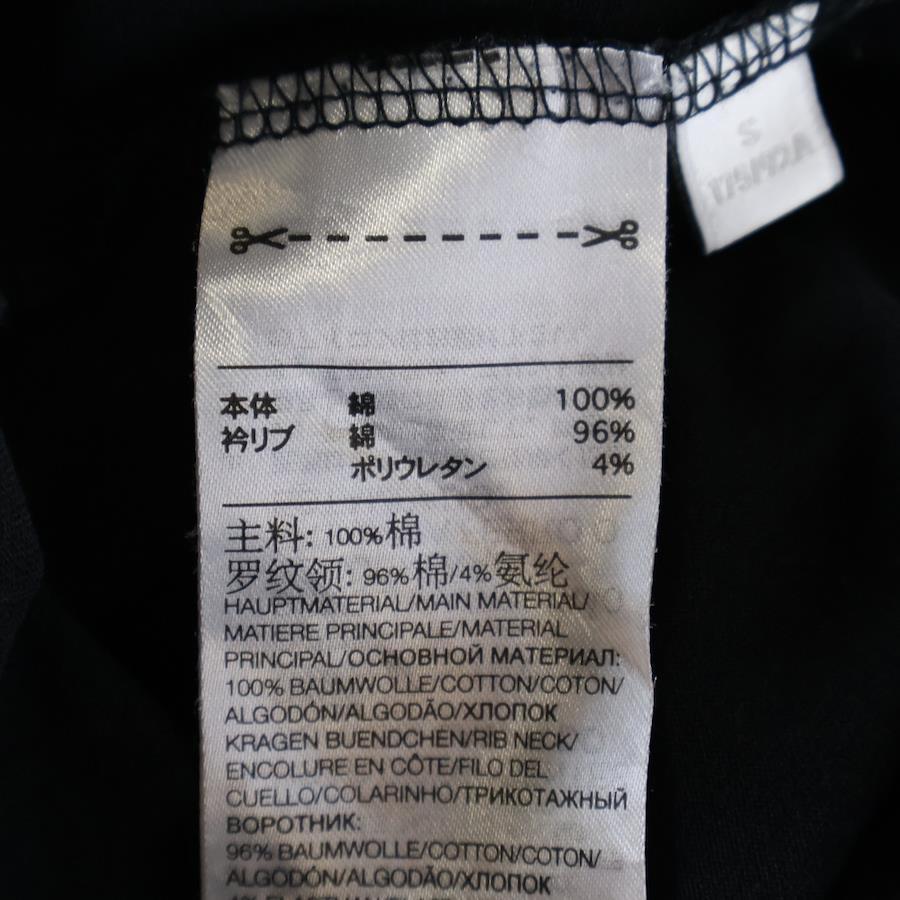 S
本体 綿 100%
衿リブ 綿 96%
ポリウレタン 4%
主料: 100%棉
罗纹领: 96%棉/4%氨纶
HAUPTMATERIAL/MAIN MATERIAL/
MATIERE PRINCIPALE/MATERIAL
PRINCIPAL/ОСНОВНОЙ МАТЕРИАЛ:
100% BAUMWOLLE/COTTON/COTON/
ALGODÓN/ALGODÃO/ХЛОПОК
KRAGEN BUENDCHEN/RIB NECK/
ENCOLURE EN CÔTE/FILO DEL
CUELLO/COLARINHO/ТРИКОТАЖНЫЙ
ВОРОТНИК:
96% BAUMWOLLE/COTTON/COTON/
ALGODÓN/ALGODÃO/ХЛОПОК